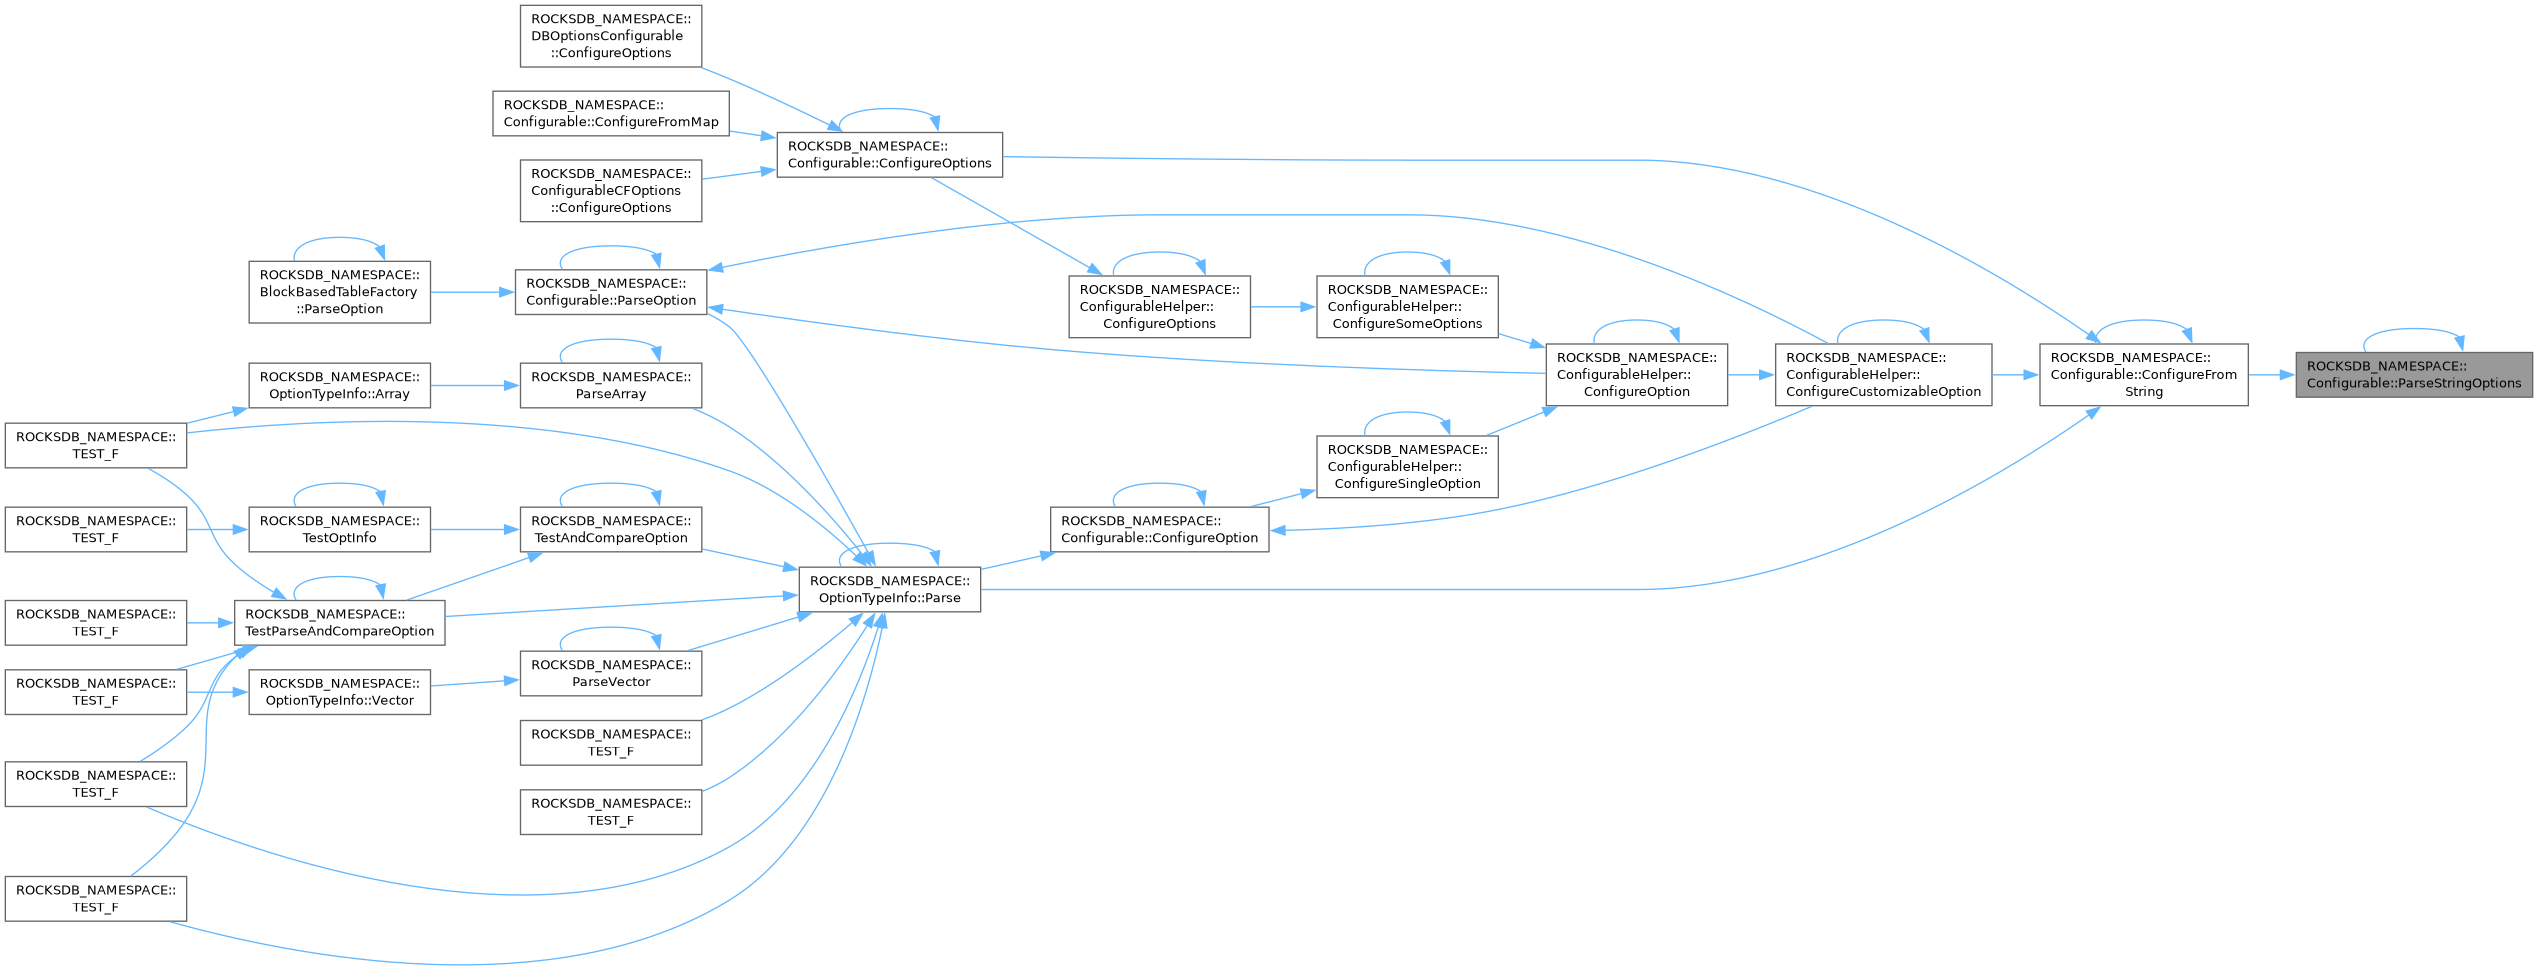 ROCKSDB_NAMESPACE::
DBOptionsConfigurable
::ConfigureOptions
ROCKSDB_NAMESPACE::
Configurable::ConfigureFromMap
ROCKSDB_NAMESPACE::
ConfigurableCFOptions
::ConfigureOptions
ROCKSDB_NAMESPACE::
Configurable::ConfigureOptions
ROCKSDB_NAMESPACE::
BlockBasedTableFactory
::ParseOption
ROCKSDB_NAMESPACE::
Configurable::ParseOption
ROCKSDB_NAMESPACE::
ConfigurableHelper::
ConfigureOptions
ROCKSDB_NAMESPACE::
ConfigurableHelper::
ConfigureSomeOptions
ROCKSDB_NAMESPACE::
ConfigurableHelper::
ConfigureOption
ROCKSDB_NAMESPACE::
ConfigurableHelper::
ConfigureCustomizableOption
ROCKSDB_NAMESPACE::
Configurable::ConfigureFrom
String
ROCKSDB_NAMESPACE::
Configurable::ParseStringOptions
ROCKSDB_NAMESPACE::
OptionTypeInfo::Array
ROCKSDB_NAMESPACE::
ParseArray
ROCKSDB_NAMESPACE::
TEST_F
ROCKSDB_NAMESPACE::
ConfigurableHelper::
ConfigureSingleOption
ROCKSDB_NAMESPACE::
TEST_F
ROCKSDB_NAMESPACE::
TestOptInfo
ROCKSDB_NAMESPACE::
TestAndCompareOption
ROCKSDB_NAMESPACE::
Configurable::ConfigureOption
ROCKSDB_NAMESPACE::
OptionTypeInfo::Parse
ROCKSDB_NAMESPACE::
TEST_F
ROCKSDB_NAMESPACE::
TestParseAndCompareOption
ROCKSDB_NAMESPACE::
ParseVector
ROCKSDB_NAMESPACE::
TEST_F
ROCKSDB_NAMESPACE::
OptionTypeInfo::Vector
ROCKSDB_NAMESPACE::
TEST_F
ROCKSDB_NAMESPACE::
TEST_F
ROCKSDB_NAMESPACE::
TEST_F
ROCKSDB_NAMESPACE::
TEST_F